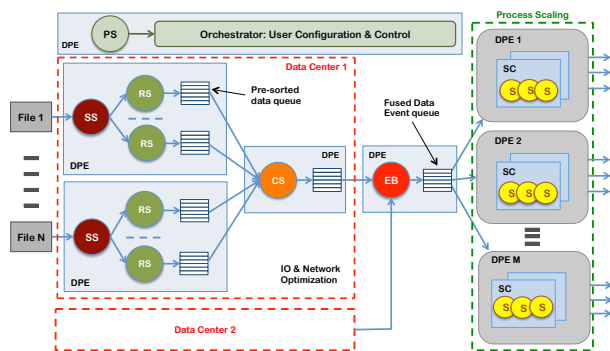 Process Scaling
PS
Orchestrator: User Configuration & Control
DPE
DPE 1
SC
S S S
Data Center 1
RS
Pre-sorted
data queue
Fused Data
Event queue
File 1
SS
RS
DPE
DPE
DPE
DPE 2
SC
S S S
CS
EB
RS
File N
SS
RS
DPE
IO & Network
Optimization
DPE M
SC
S S S
Data Center 2